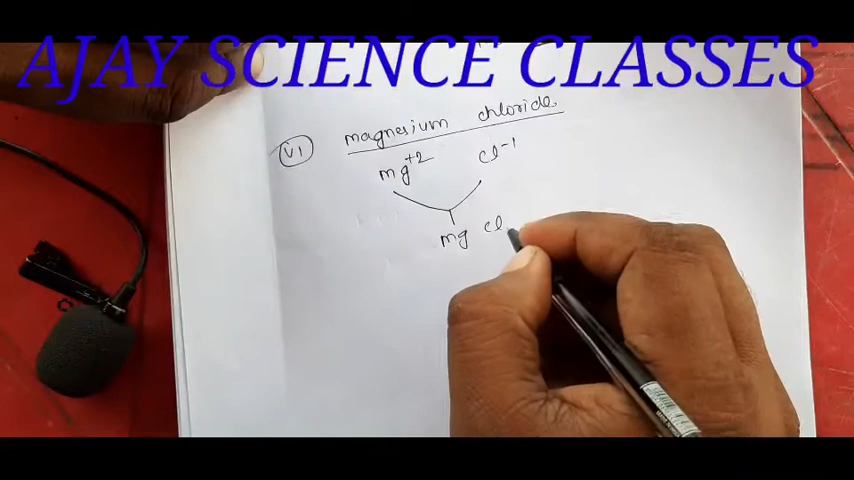 AJAY SCIENCE CLASSES
VI magnesium chloride
mg+2 cl-1
mg cl